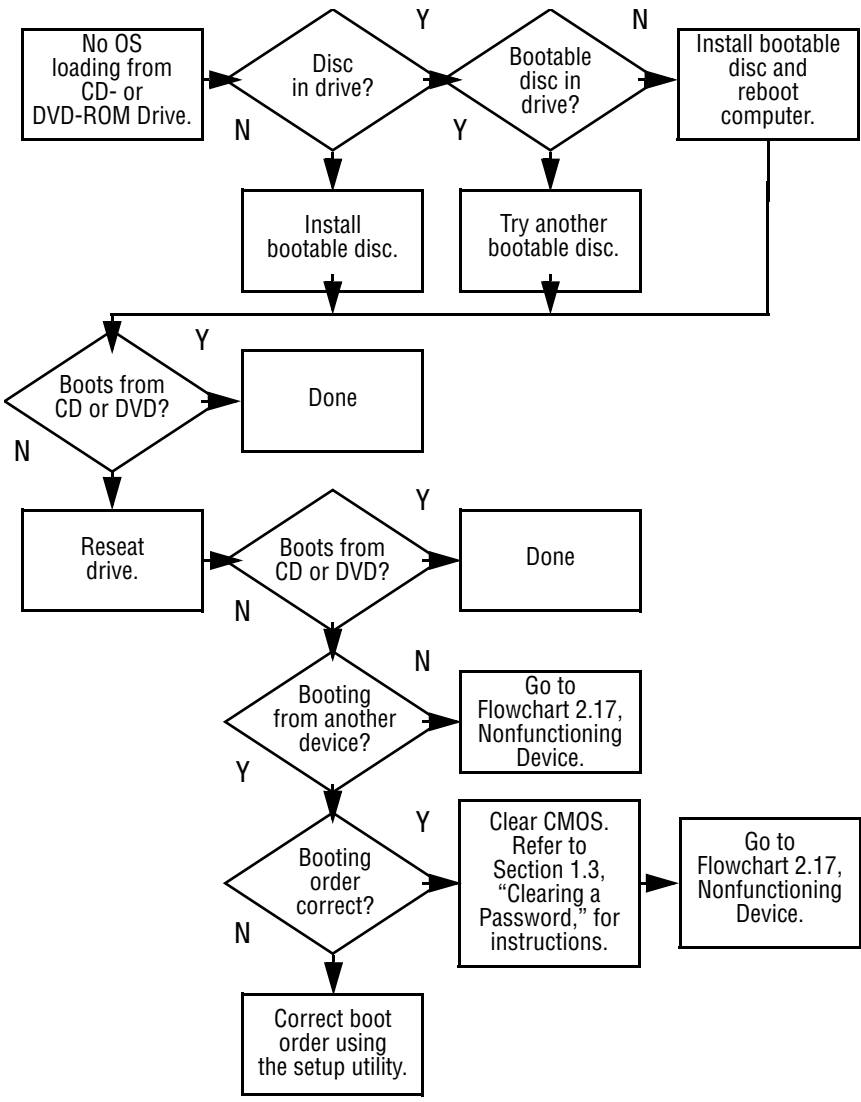 No OS
loading from
CD- or
DVD-ROM Drive.
Disc
in drive?
Y
N
Bootable
disc in
drive?
N
Y
Install bootable
disc and
reboot
computer.
Install
bootable disc.
Try another
bootable disc.
Boots from
CD or DVD?
Y
N
Done
Reseat
drive.
Boots from
CD or DVD?
Y
N
Done
Booting
from another
device?
N
Y
Go to
Flowchart 2.17,
Nonfunctioning
Device.
Booting
order
correct?
Y
N
Clear CMOS.
Refer to
Section 1.3,
“Clearing a
Password,” for
instructions.
Go to
Flowchart 2.17,
Nonfunctioning
Device.
Correct boot
order using
the setup utility.